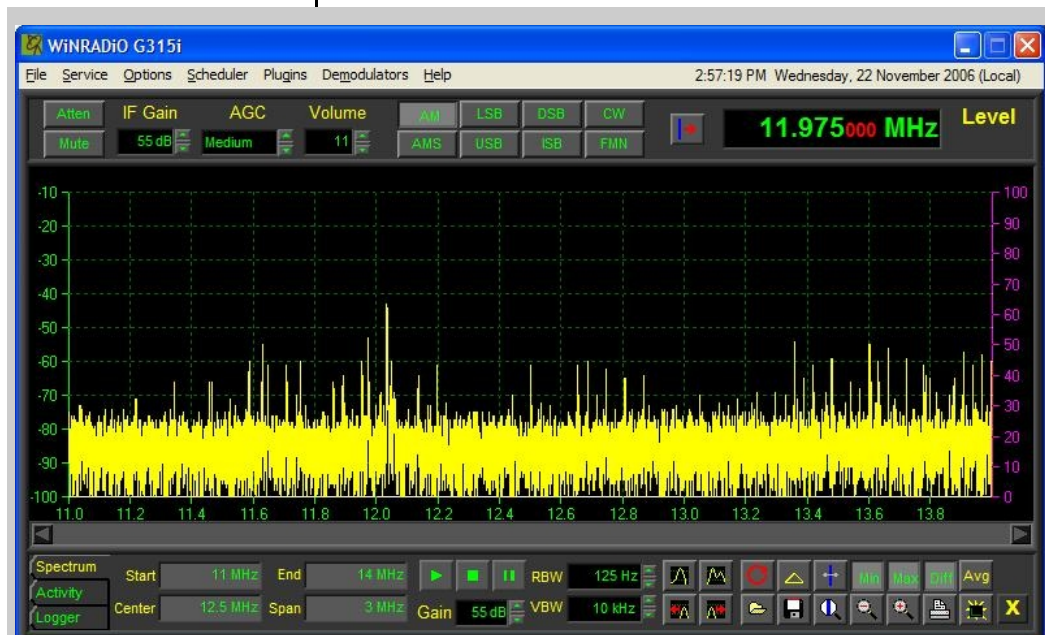 WiNRADiO G315i
File Service Options Scheduler Plugins Demodulators Help 2:57:19 PM Wednesday, 22 November 2006 (Local)
Atten IF Gain AGC Volume AM LSB DSB CW 11.975000 MHz Level
Mute 55 dB Medium 11 AMS USB ISB FMN
-10 100
-20 90
-30 80
-40 70
-50 60
-60 50
-70 40
-80 30
-90 20
-100 10
0
11.0 11.2 11.4 11.6 11.8 12.0 12.2 12.4 12.6 12.8 13.0 13.2 13.4 13.6 13.8
Spectrum Start 11 MHz End 14 MHz RBW 125 Hz Min Max Diff Avg
Activity
Logger Center 12.5 MHz Span 3 MHz Gain 55 dB VBW 10 kHz X